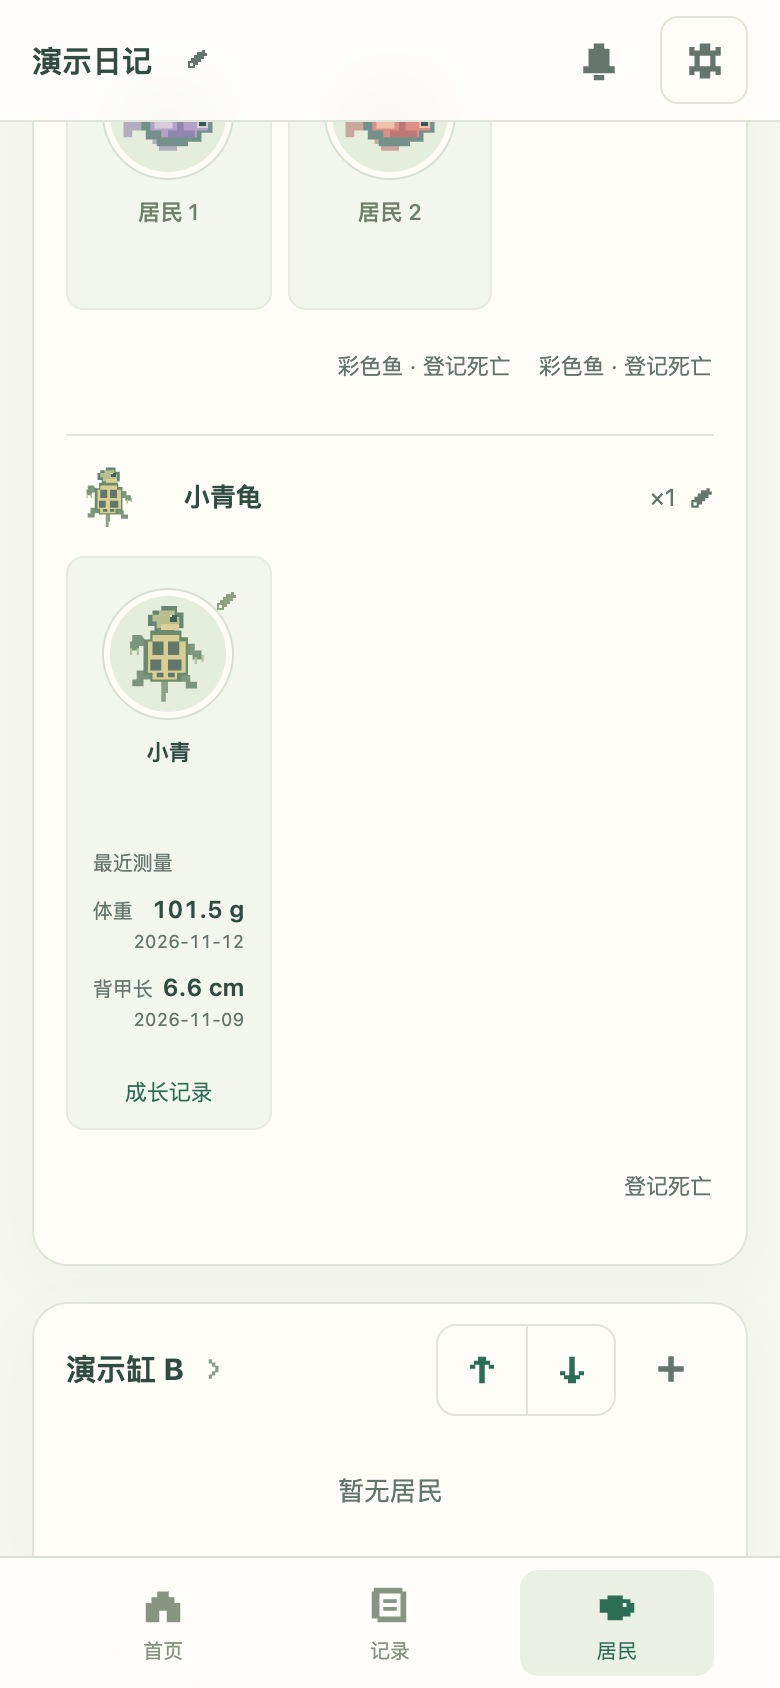 演示日记
居民 1
居民 2
彩色鱼 · 登记死亡 彩色鱼 · 登记死亡
小青龟
×1
小青
最近测量
体重 101.5 g
2026-11-12
背甲长 6.6 cm
2026-11-09
成长记录
登记死亡
演示缸 B
暂无居民
首页
记录
居民